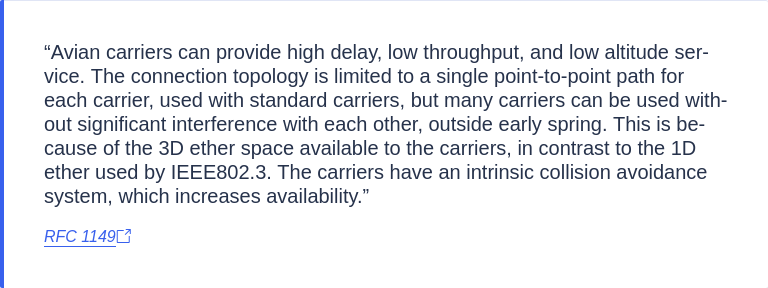 “Avian carriers can provide high delay, low throughput, and low altitude ser-
vice. The connection topology is limited to a single point-to-point path for
each carrier, used with standard carriers, but many carriers can be used with-
out significant interference with each other, outside early spring. This is be-
cause of the 3D ether space available to the carriers, in contrast to the 1D
ether used by IEEE802.3. The carriers have an intrinsic collision avoidance
system, which increases availability.”
RFC 1149